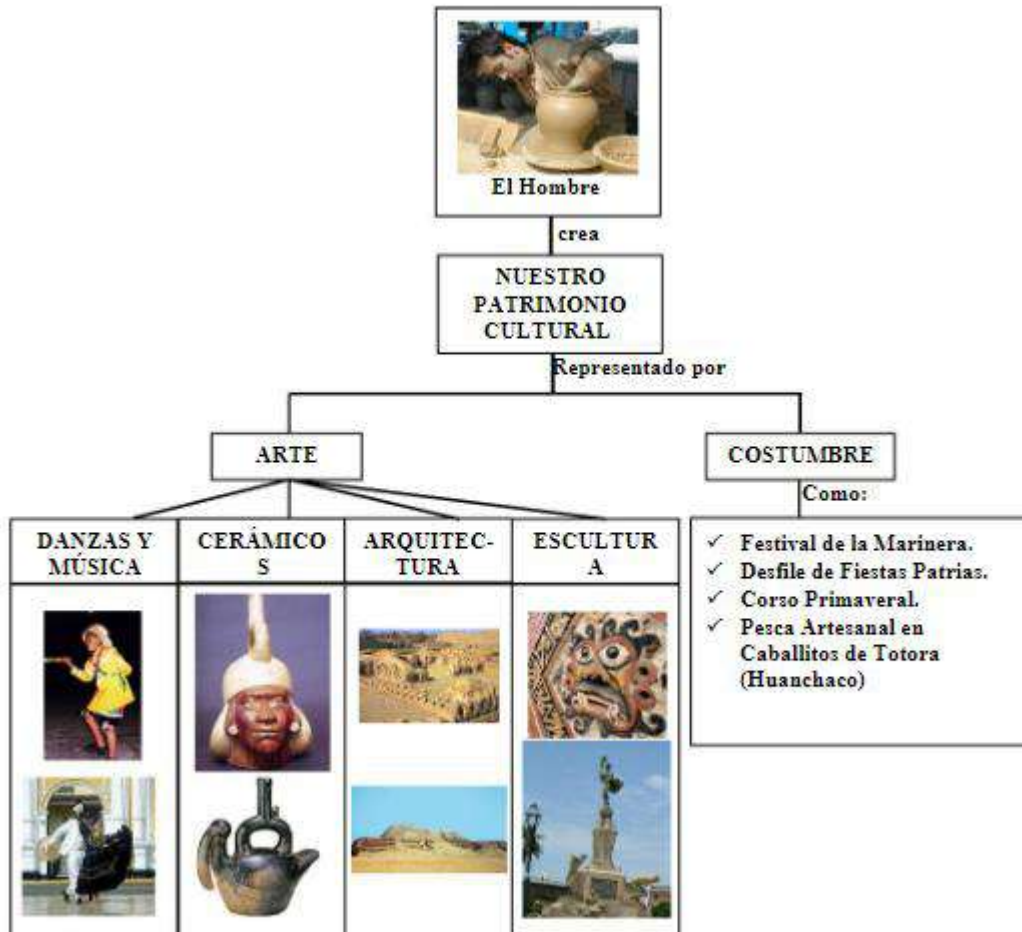 El Hombre
crea
NUESTRO
PATRIMONIO
CULTURAL
Representado por
ARTE
COSTUMBRE
Como:
DANZAS Y
MÚSICA
CERÁMICO
S
ARQUITEC-
TURA
ESCULTUR
A
✓ Festival de la Marinera.
✓ Desfile de Fiestas Patrias.
✓ Corso Primaveral.
✓ Pesca Artesanal en
Caballitos de Totora
(Huanchaco)